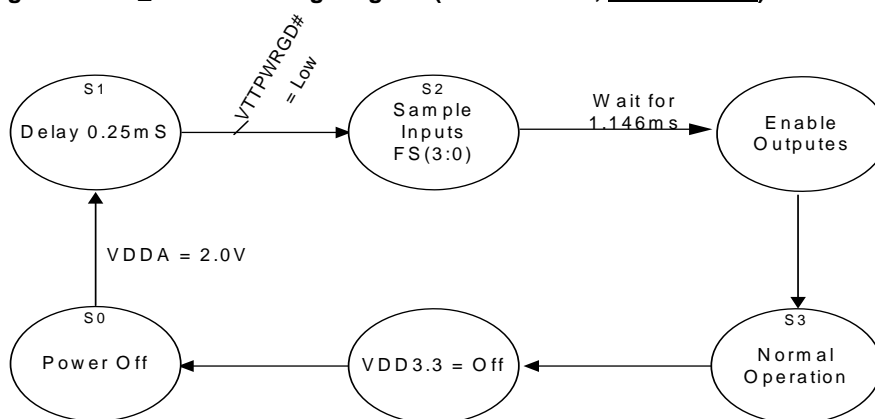 S1
Delay 0.25mS
VTTPWRGD#
= Low
S2
Sample
Inputs
FS(3:0)
Wait for
1.146ms
Enable
Outputes
VDDA = 2.0V
S0
Power Off
VDD3.3 = Off
S3
Normal
Operation